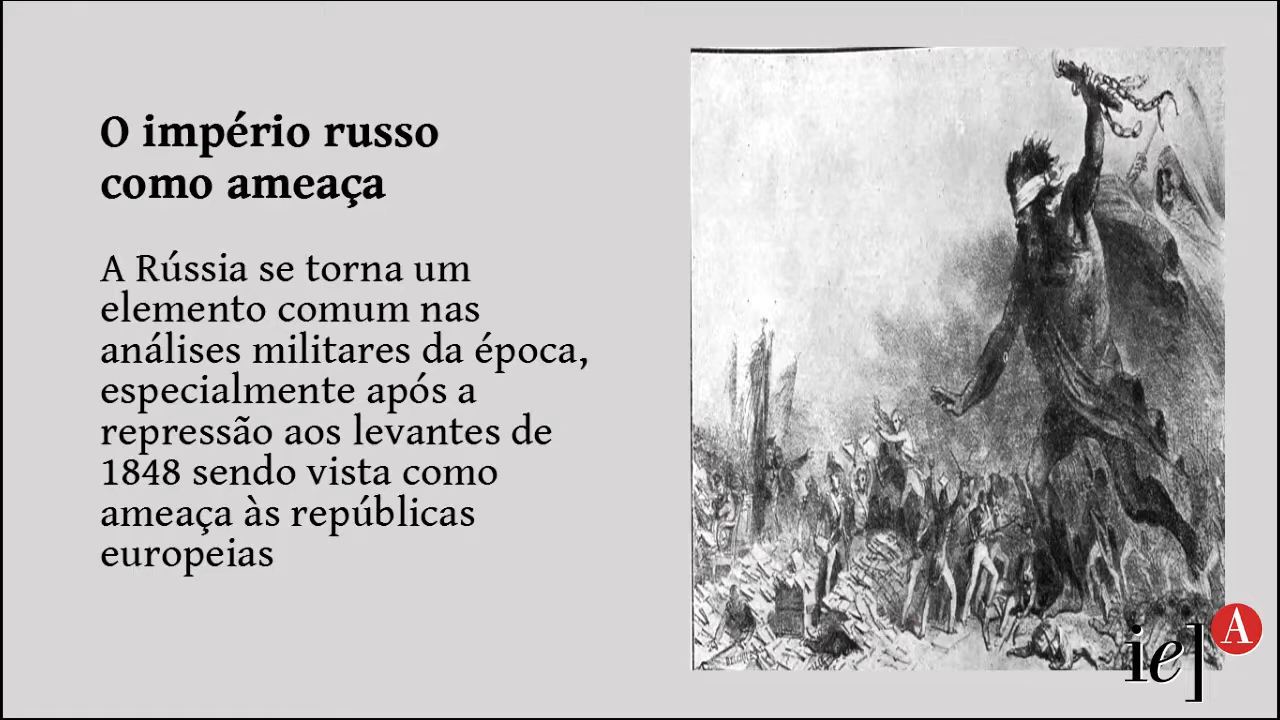 O império russo
como ameaça
A Rússia se torna um
elemento comum nas
análises militares da época,
especialmente após a
repressão aos levantes de
1848 sendo vista como
ameaça às repúblicas
europeias
ie]
A